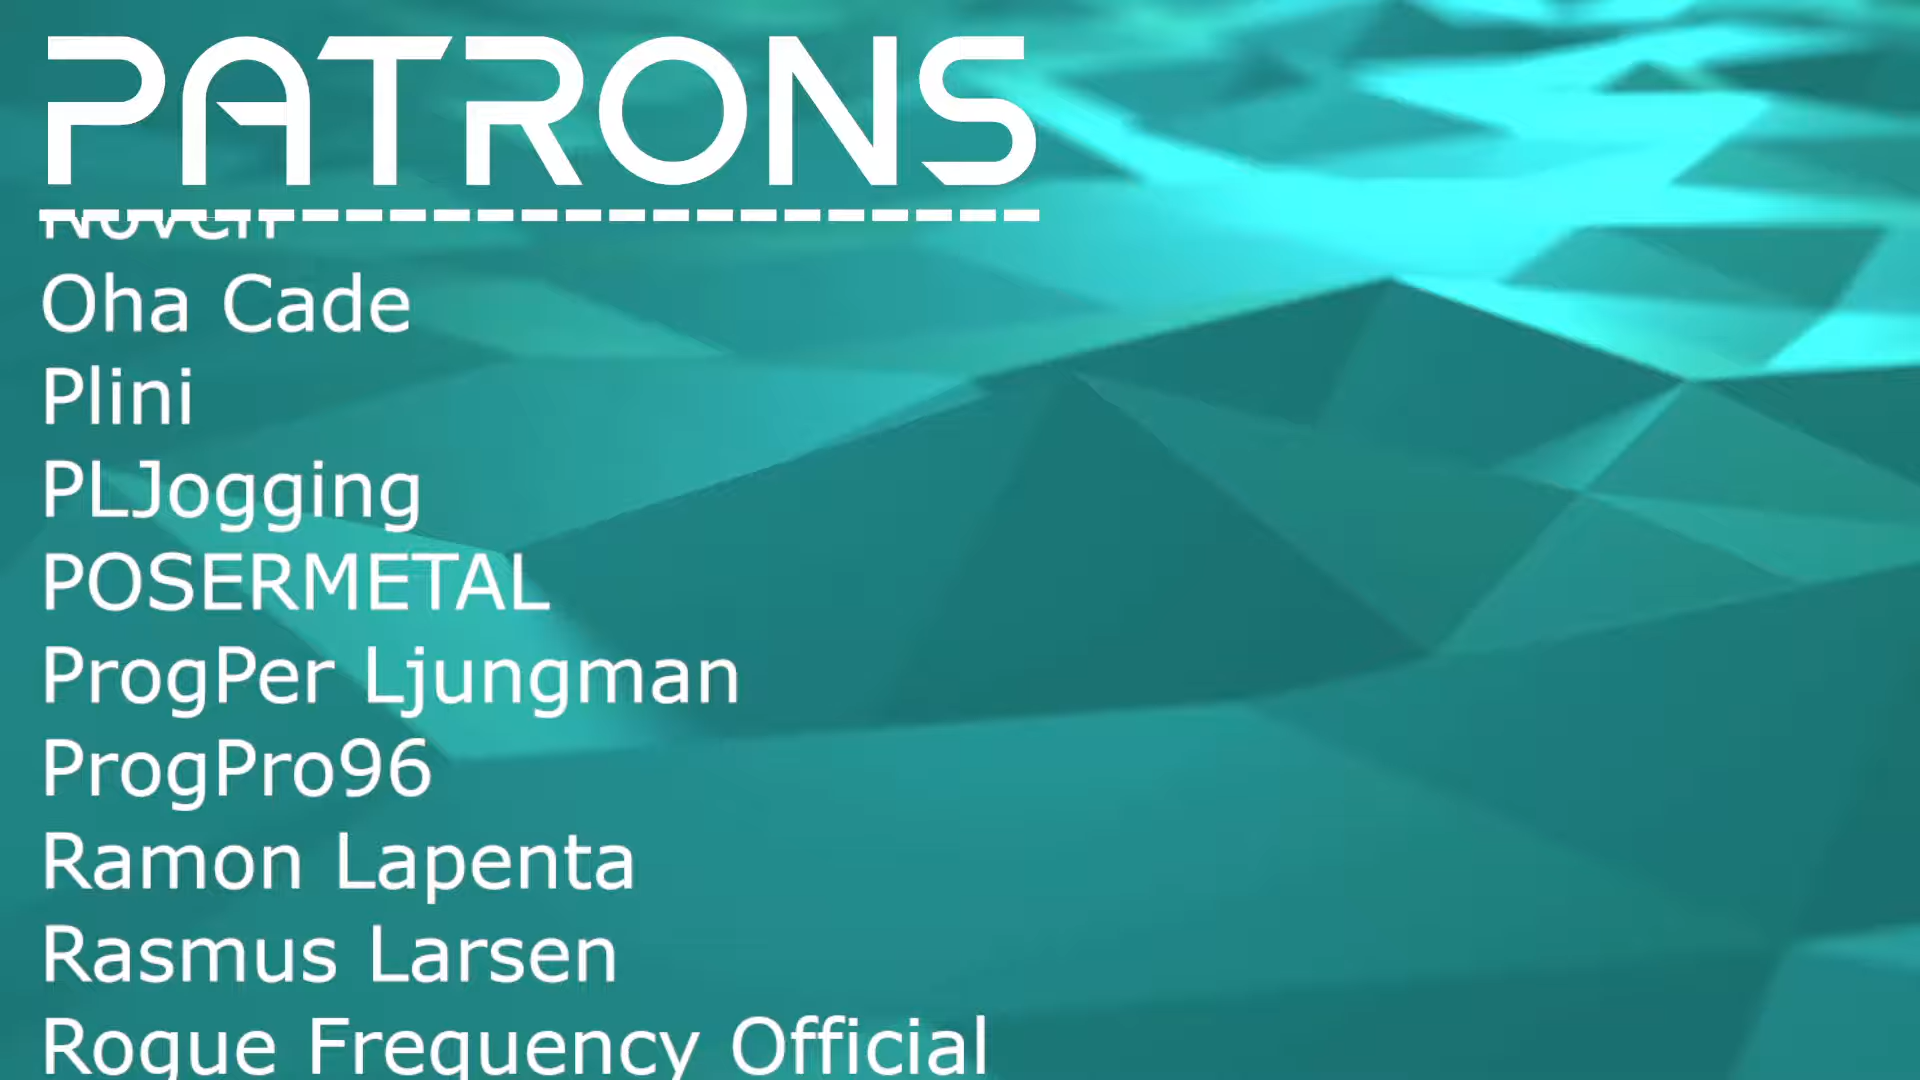 PATRONS
Oha Cade
Plini
PLJogging
POSERMETAL
ProgPer Ljungman
ProgPro96
Ramon Lapenta
Rasmus Larsen
Rogue Frequency Official